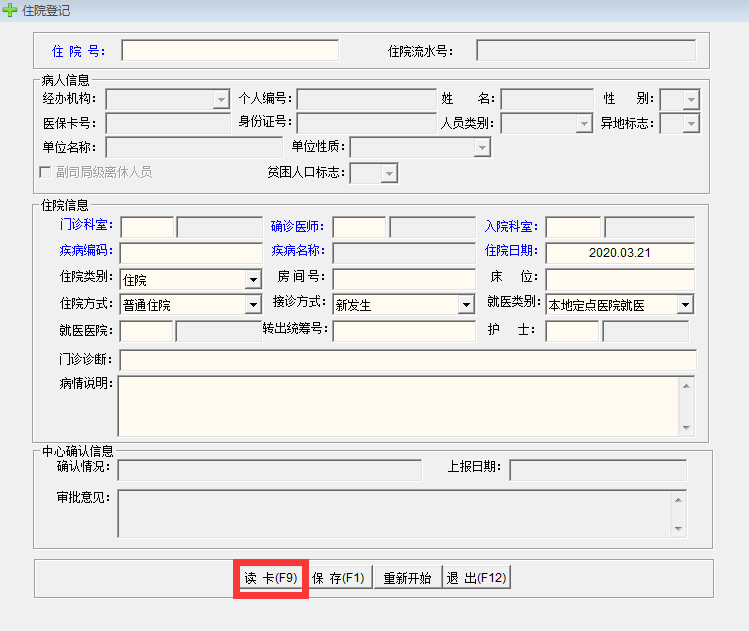 住院登记
住 院 号： 住院流水号：
病人信息
经办机构： 个人编号： 姓 名： 性 别：
医保卡号： 身份证号： 人员类别： 异地标志：
单位名称： 单位性质：
副司局级离休人员 贫困人口标志：
住院信息
门诊科室： 确诊医师： 入院科室：
疾病编码： 疾病名称： 住院日期： 2020.03.21
住院类别： 住院 房 间 号： 床 位：
住院方式： 普通住院 接诊方式： 新发生 就医类别： 本地定点医院就医
就医医院： 转出统筹号： 护 士：
门诊诊断：
病情说明：
中心确认信息
确认情况： 上报日期：
审批意见：
读 卡(F9) 保 存(F1) 重新开始 退 出(F12)